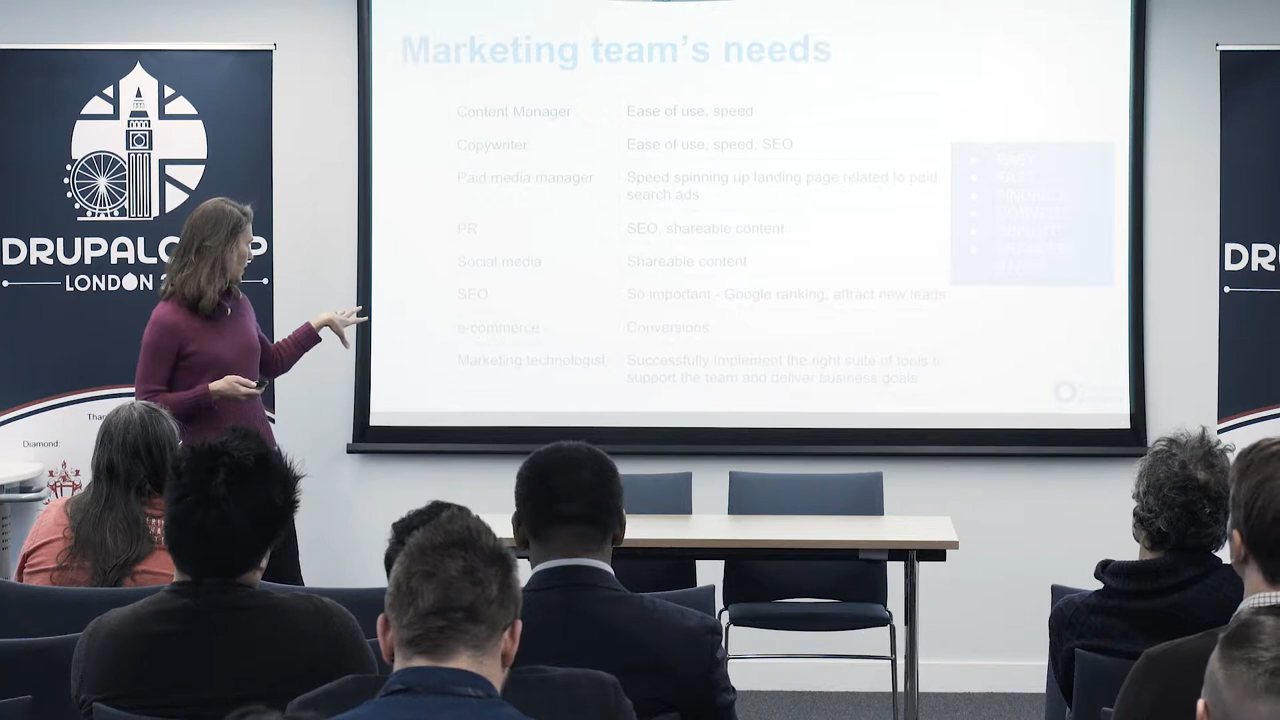 DRUPALC P
LONDON 2
Than
Diamond:
Marketing team's needs
Content Manager Ease of use, speed
Copywriter Ease of use, speed, SEO
Paid media manager Speed spinning up landing page related to paid
search ads
PR SEO, shareable content
Social media Shareable content
SEO So important - Google ranking, attract new leads
e-commerce Conversions
Marketing technologist Successfully implement the right suite of tools to
support the team and deliver business goals
EASY
DRU